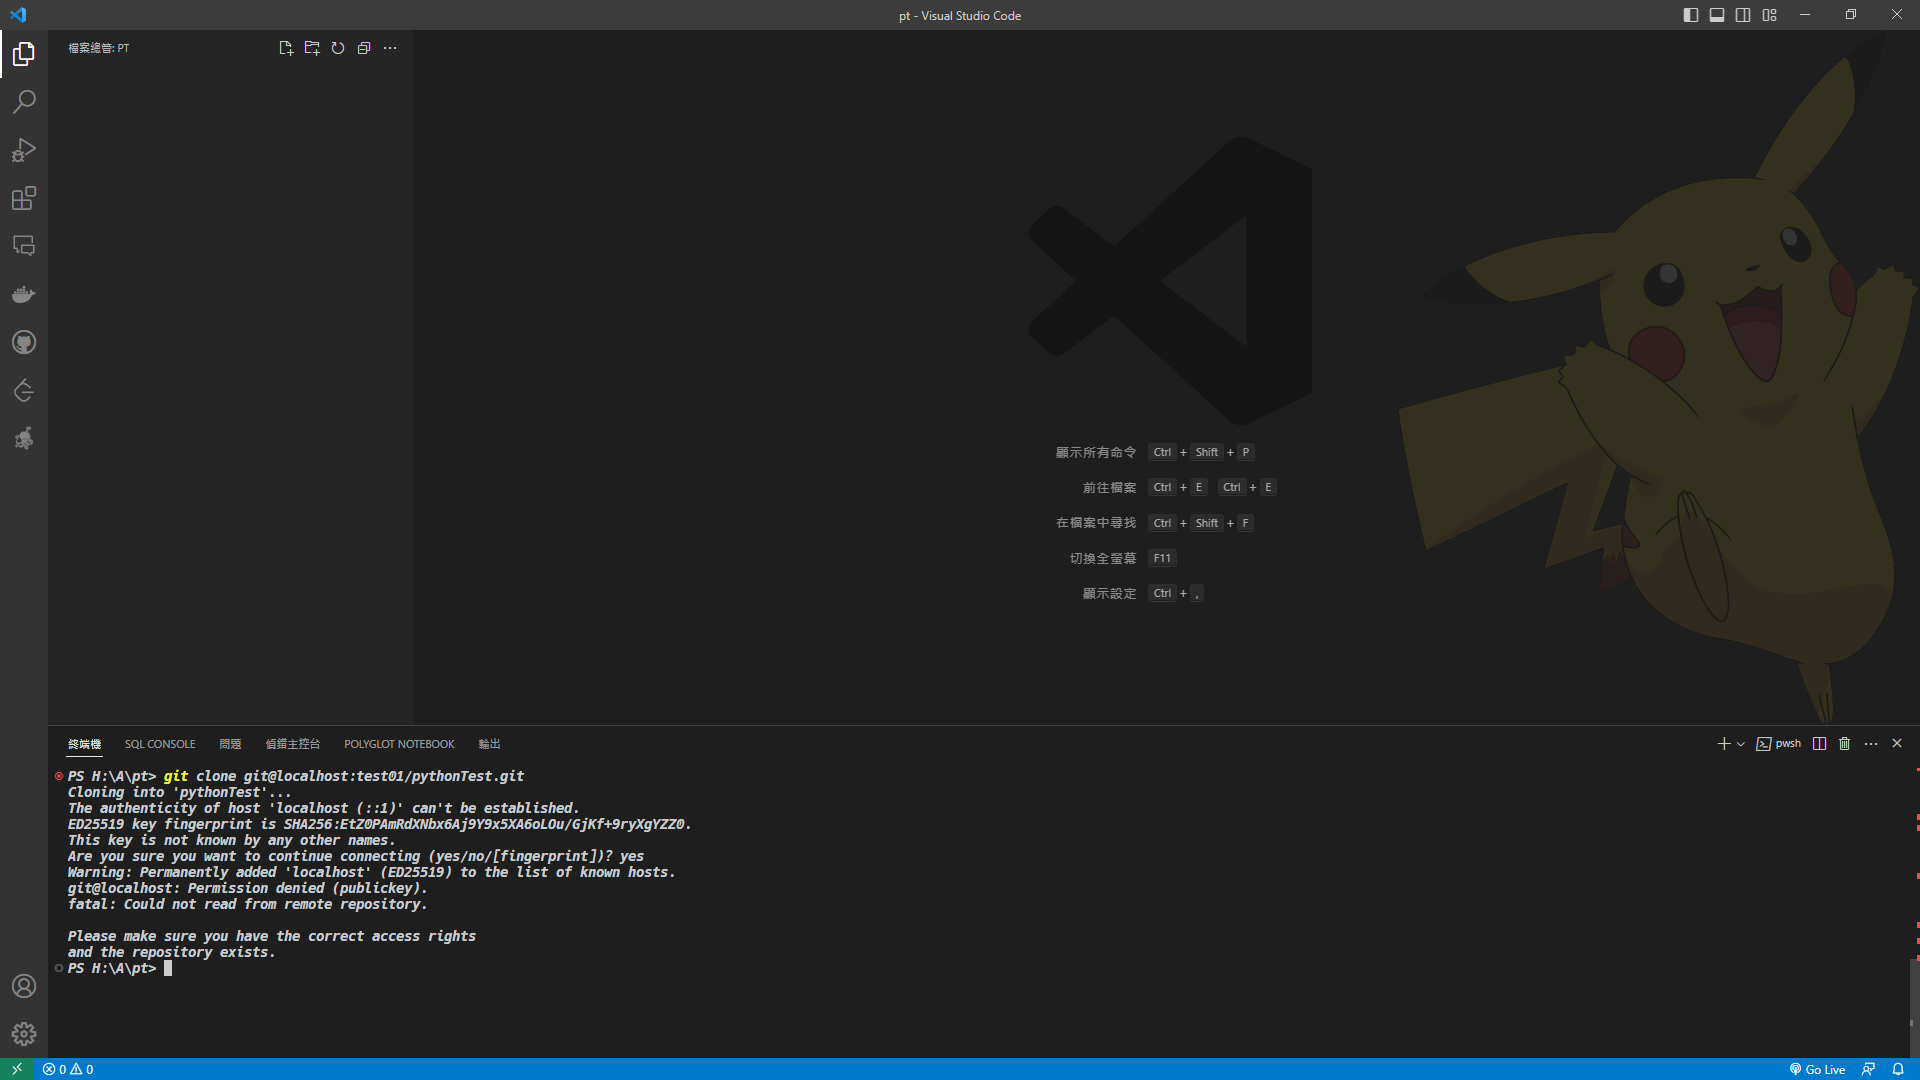 pt - Visual Studio Code
檔案總管: PT
顯示所有命令 Ctrl + Shift + P
前往檔案 Ctrl + E Ctrl + E
在檔案中尋找 Ctrl + Shift + F
切換全螢幕 F11
顯示設定 Ctrl + ,
終端機 SQL CONSOLE 問題 偵錯主控台 POLYGLOT NOTEBOOK 輸出
pwsh
PS H:\A\pt> git clone git@localhost:test01/pythonTest.git
Cloning into 'pythonTest'...
The authenticity of host 'localhost (::1)' can't be established.
ED25519 key fingerprint is SHA256:EtZ0PAmRdXNbx6Aj9Y9x5XA6oLOu/GjKf+9ryXgYZZ0.
This key is not known by any other names.
Are you sure you want to continue connecting (yes/no/[fingerprint])? yes
Warning: Permanently added 'localhost' (ED25519) to the list of known hosts.
git@localhost: Permission denied (publickey).
fatal: Could not read from remote repository.
Please make sure you have the correct access rights
and the repository exists.
PS H:\A\pt>
0 0
Go Live